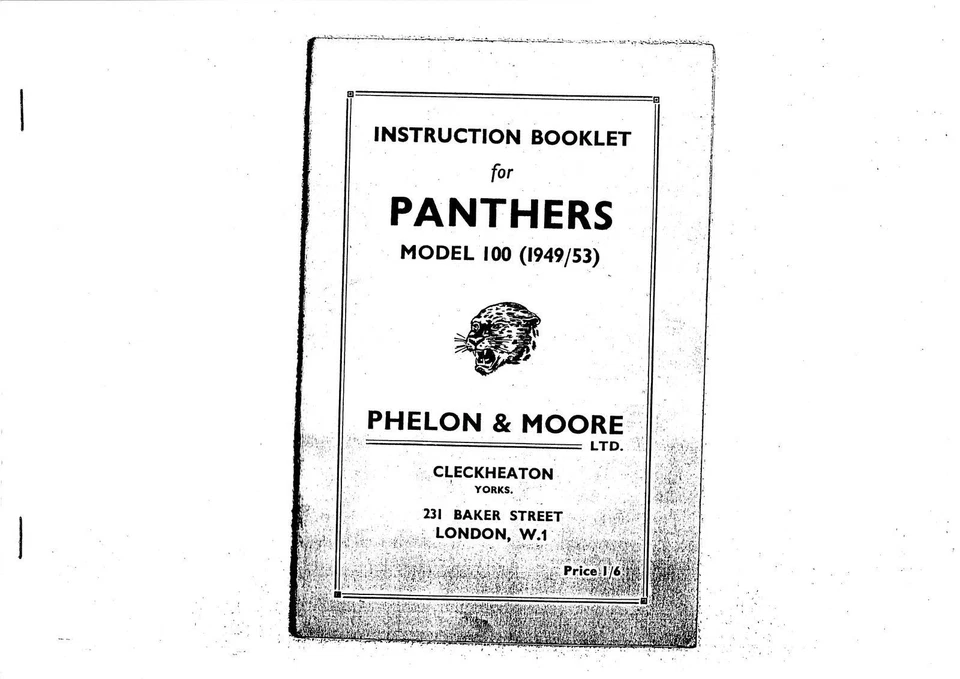 INSTRUCTION BOOKLET
for
PANTHERS
MODEL 100 (1949/53)
PHELON & MOORE
LTD.
CLECKHEATON
YORKS.
231 BAKER STREET
LONDON, W.1
Price 1/6